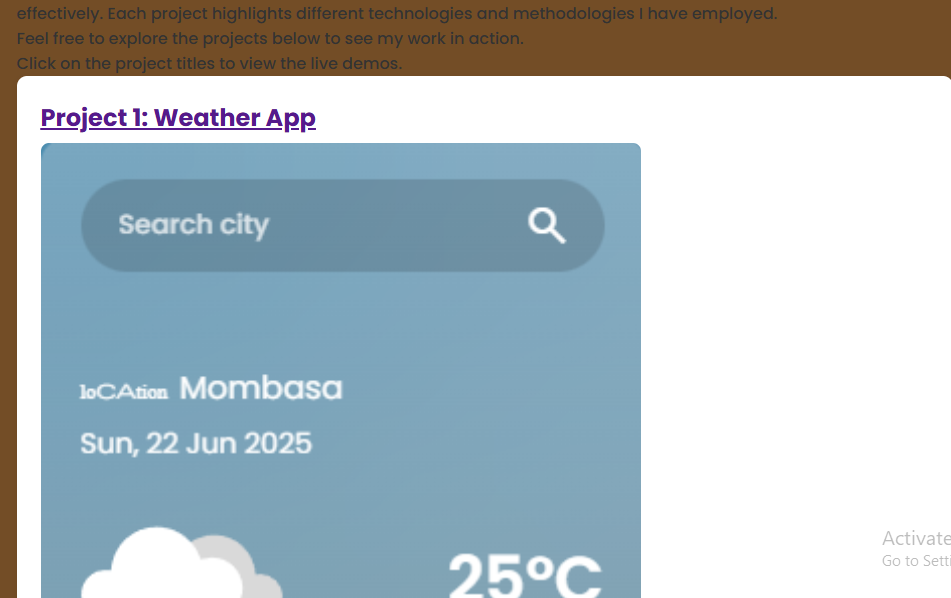 effectively. Each project highlights different technologies and methodologies I have employed.
Feel free to explore the projects below to see my work in action.
Click on the project titles to view the live demos.
Project 1: Weather App
Search city
loCAtion Mombasa
Sun, 22 Jun 2025
25°C
Activate
Go to Setti